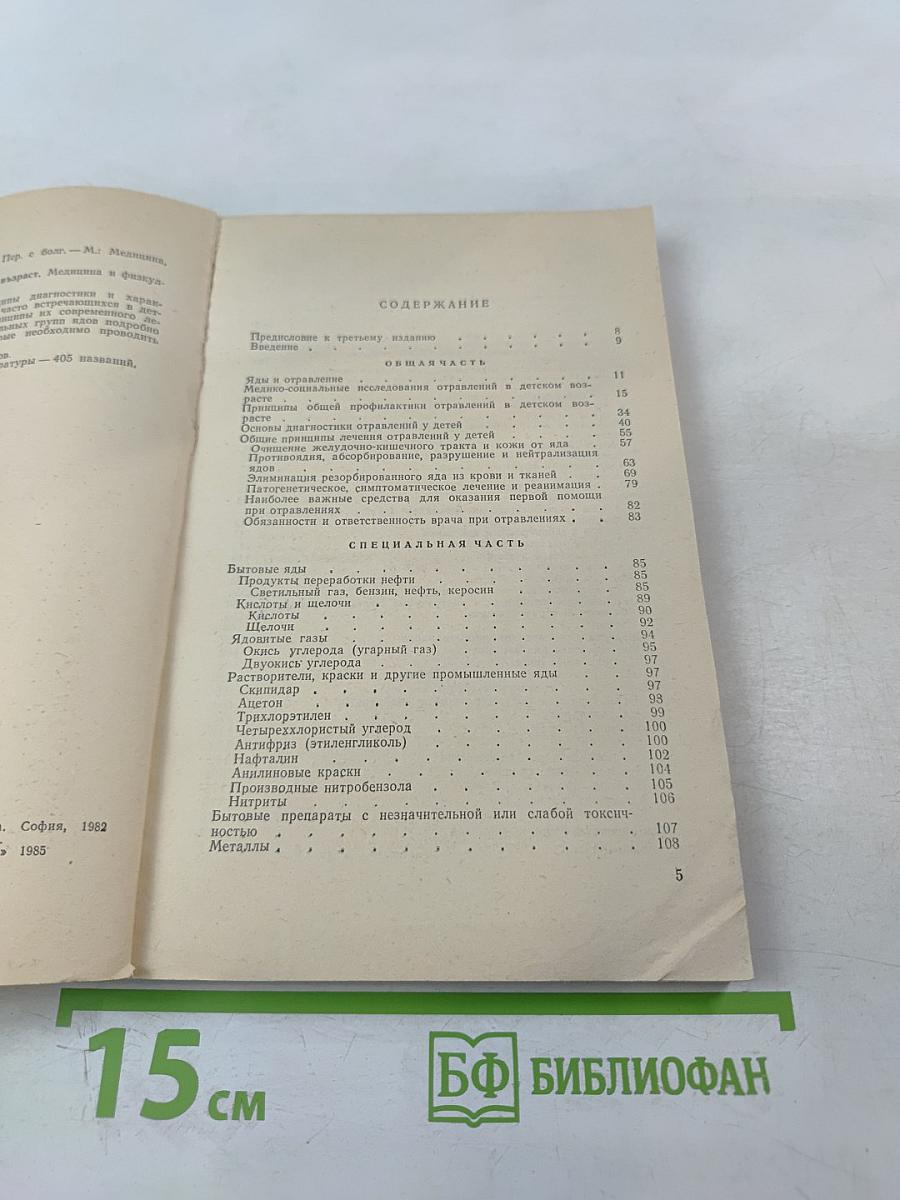 Пер. с болг. — М.: Медицина,
возраст. Медицина и физкул-
ципы диагностики и харак-
часто встречающихся в дет-
нципы их современного ле-
льных групп ядов подробно
рые необходимо проводить
ов.
ратуры — 405 названий.
я. София, 1982
» 1985
СОДЕРЖАНИЕ
Предисловие к третьему изданию . . . . . . . 8
Введение . . . . . . . . . . . 9
ОБЩАЯ ЧАСТЬ
Яды и отравление . . . . . . . . . 11
Медико-социальные исследования отравлений в детском воз-
расте . . . . . . . . . . . . 15
Принципы общей профилактики отравлений в детском воз-
расте . . . . . . . . . . . . 34
Основы диагностики отравлений у детей . . . . . 40
Общие принципы лечения отравлений у детей . . . . 55
Очищение желудочно-кишечного тракта и кожи от яда . 57
Противоядия, абсорбирование, разрушение и нейтрализация
ядов . . . . . . . . . . . . 63
Элиминация резорбированного яда из крови и тканей . . 69
Патогенетическое, симптоматическое лечение и реанимация . 79
Наиболее важные средства для оказания первой помощи
при отравлениях . . . . . . . . . 82
Обязанности и ответственность врача при отравлениях . . 83
СПЕЦИАЛЬНАЯ ЧАСТЬ
Бытовые яды . . . . . . . . . . . 85
Продукты переработки нефти . . . . . . . 85
Светильный газ, бензин, нефть, керосин . . . . 85
Кислоты и щелочи . . . . . . . . . 89
Кислоты . . . . . . . . . . . 90
Щелочи . . . . . . . . . . . 92
Ядовитые газы . . . . . . . . . . 94
Окись углерода (угарный газ) . . . . . . 95
Двуокись углерода . . . . . . . . . 97
Растворители, краски и другие промышленные яды . . 97
Скипидар . . . . . . . . . . . 97
Ацетон . . . . . . . . . . . 98
Трихлорэтилен . . . . . . . . . . 99
Четыреххлористый углерод . . . . . . . 100
Антифриз (этиленгликоль) . . . . . . . 100
Нафталин . . . . . . . . . . . 102
Анилиновые краски . . . . . . . . . 104
Производные нитробензола . . . . . . . 105
Нитриты . . . . . . . . . . . 106
Бытовые препараты с незначительной или слабой токсич-
ностью . . . . . . . . . . . . 107
Металлы . . . . . . . . . . . . 108
5
15 см
БФ БИБЛИОФАН